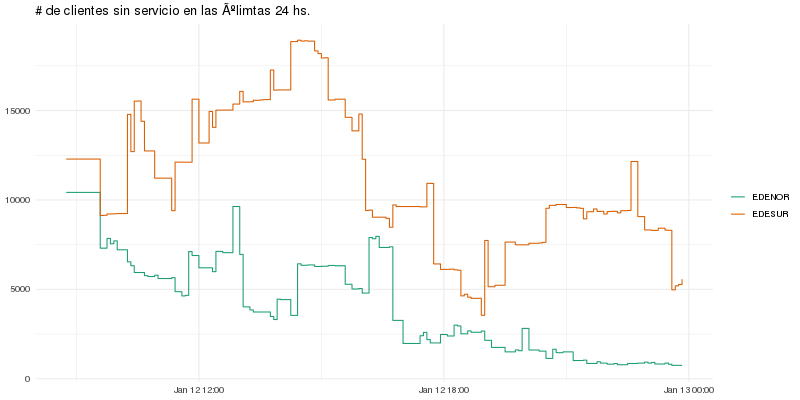 # de clientes sin servicio en las Ãºlimtas 24 hs.
15000
10000
5000
0
Jan 12 12:00
Jan 12 18:00
Jan 13 00:00
EDENOR
EDESUR